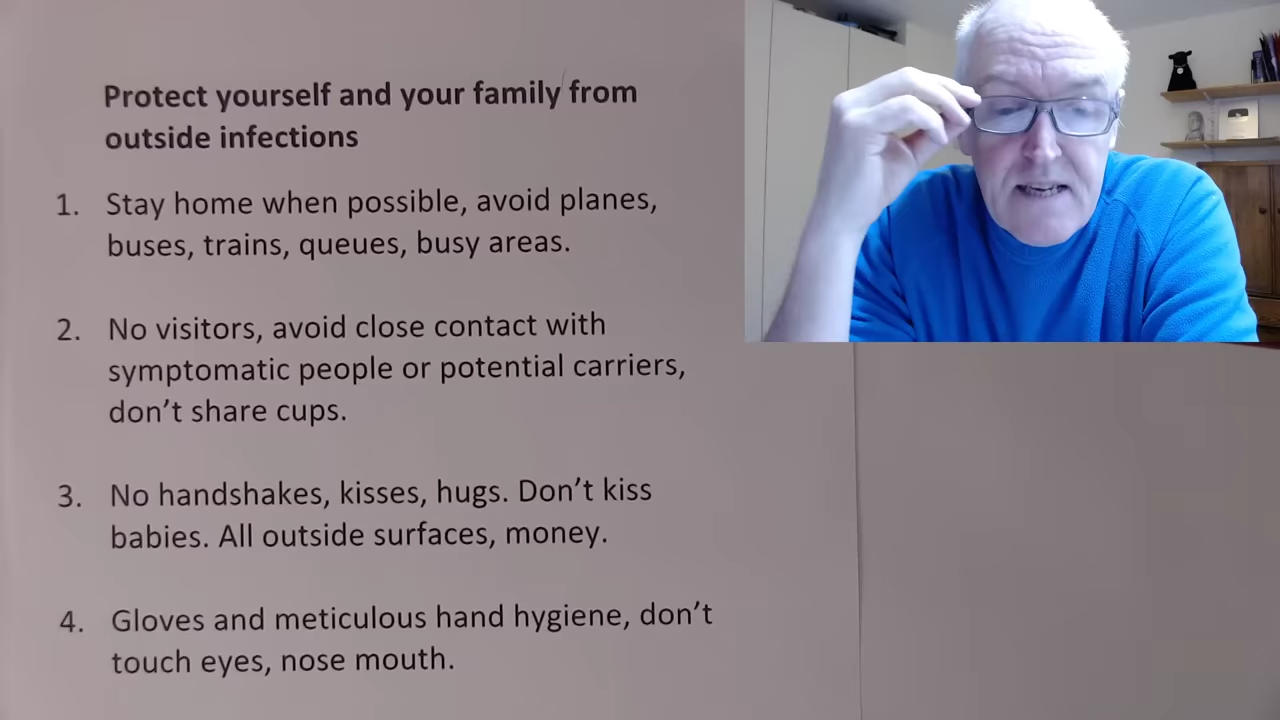 Protect yourself and your family from
outside infections
1. Stay home when possible, avoid planes,
buses, trains, queues, busy areas.
2. No visitors, avoid close contact with
symptomatic people or potential carriers,
don’t share cups.
3. No handshakes, kisses, hugs. Don’t kiss
babies. All outside surfaces, money.
4. Gloves and meticulous hand hygiene, don’t
touch eyes, nose mouth.